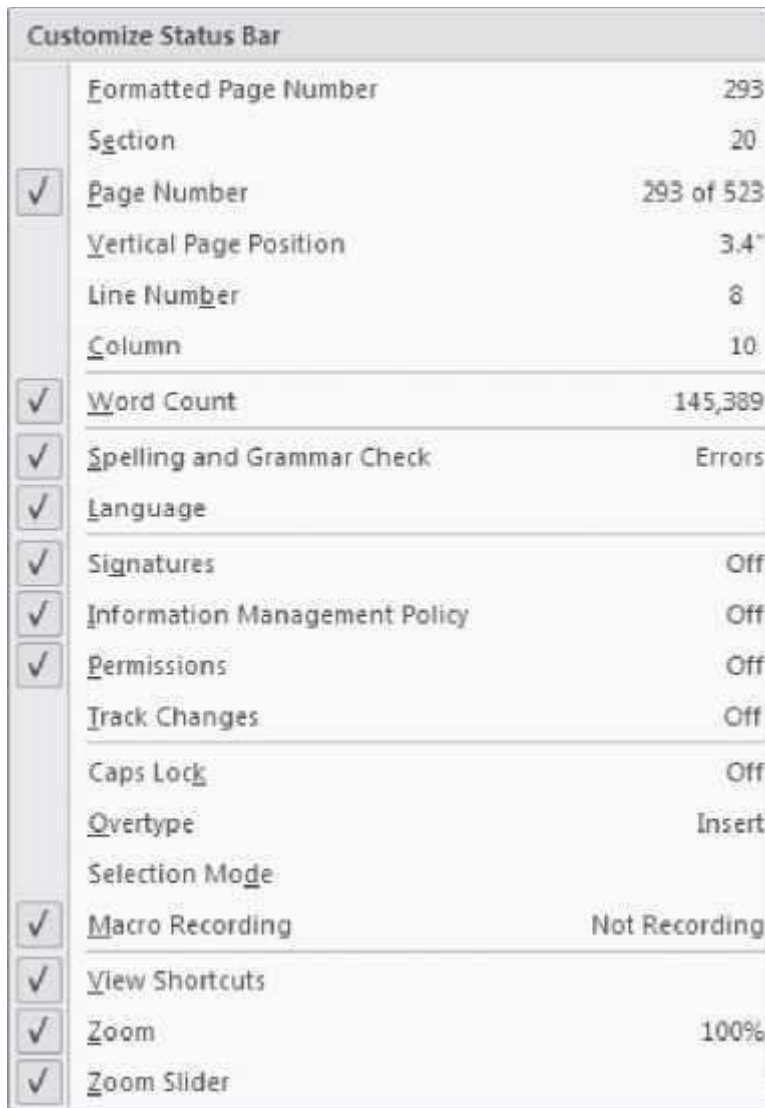 Customize Status Bar
Formatted Page Number 293
Section 20
Page Number 293 of 523
Vertical Page Position 3.4"
Line Number 8
Column 10
Word Count 145,389
Spelling and Grammar Check Errors
Language
Signatures Off
Information Management Policy Off
Permissions Off
Track Changes Off
Caps Lock Off
Overtype Insert
Selection Mode
Macro Recording Not Recording
View Shortcuts
Zoom 100%
Zoom Slider